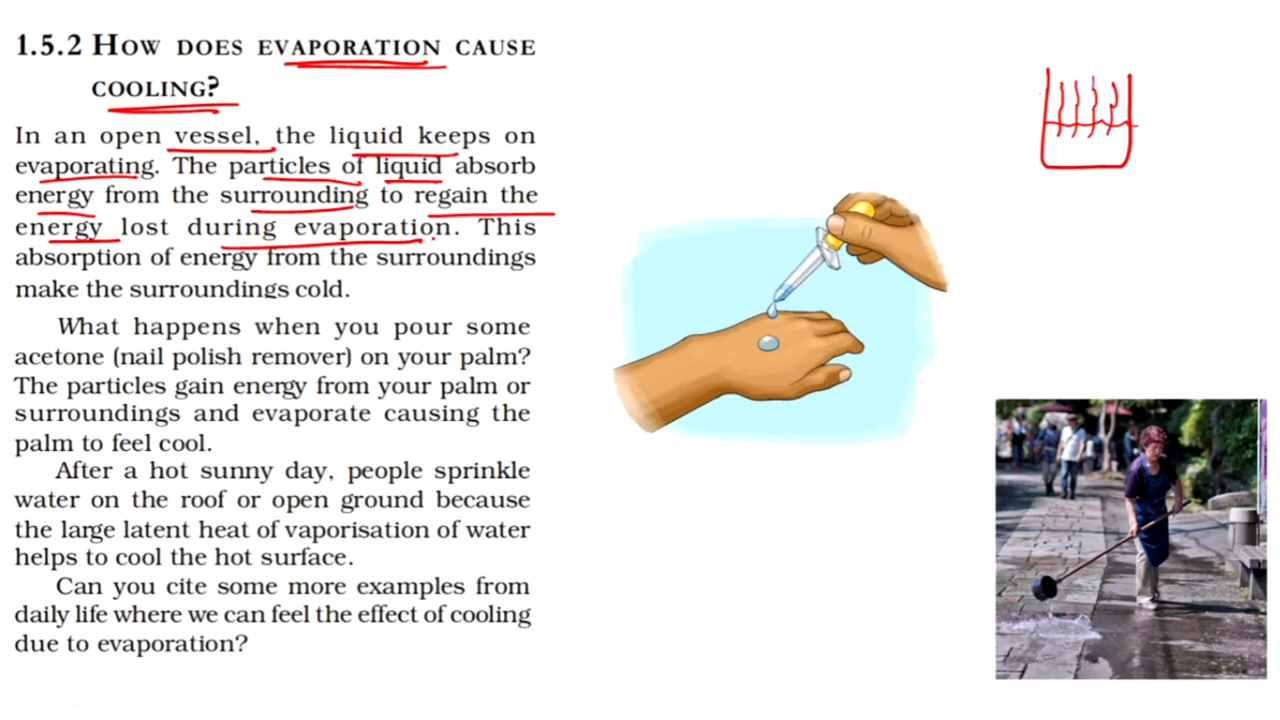 1.5.2 HOW DOES EVAPORATION CAUSE
COOLING?
In an open vessel, the liquid keeps on
evaporating. The particles of liquid absorb
energy from the surrounding to regain the
energy lost during evaporation. This
absorption of energy from the surroundings
make the surroundings cold.
What happens when you pour some
acetone (nail polish remover) on your palm?
The particles gain energy from your palm or
surroundings and evaporate causing the
palm to feel cool.
After a hot sunny day, people sprinkle
water on the roof or open ground because
the large latent heat of vaporisation of water
helps to cool the hot surface.
Can you cite some more examples from
daily life where we can feel the effect of cooling
due to evaporation?